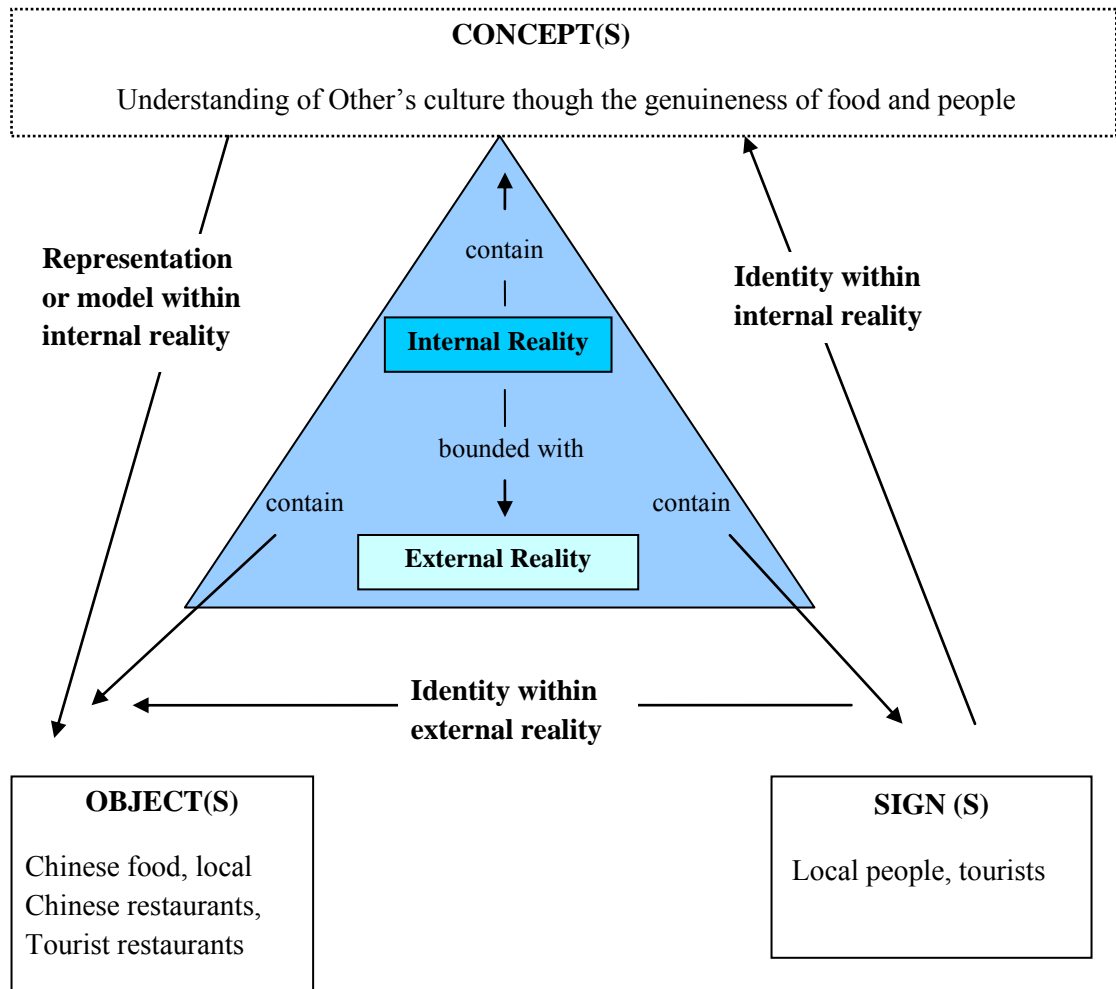 CONCEPT(S)
Understanding of Other's culture though the genuineness of food and people
Representation
or model within
internal reality
contain
Identity within
internal reality
Internal Reality
bounded with
contain
contain
External Reality
Identity within
external reality
OBJECT(S)
Chinese food, local
Chinese restaurants,
Tourist restaurants
SIGN (S)
Local people, tourists